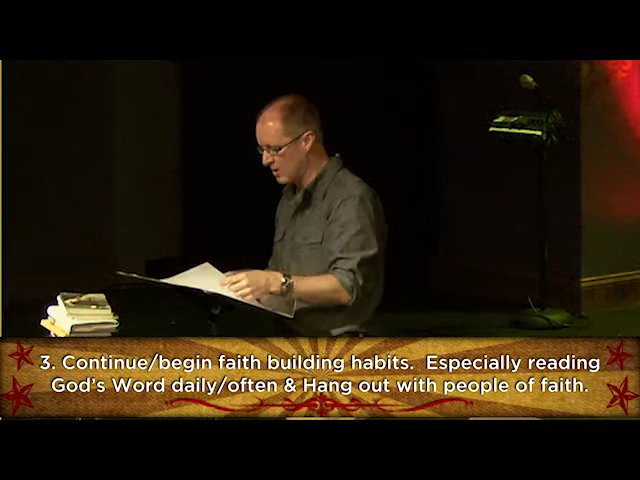 3. Continue/begin faith building habits. Especially reading
God's Word daily/often & Hang out with people of faith.